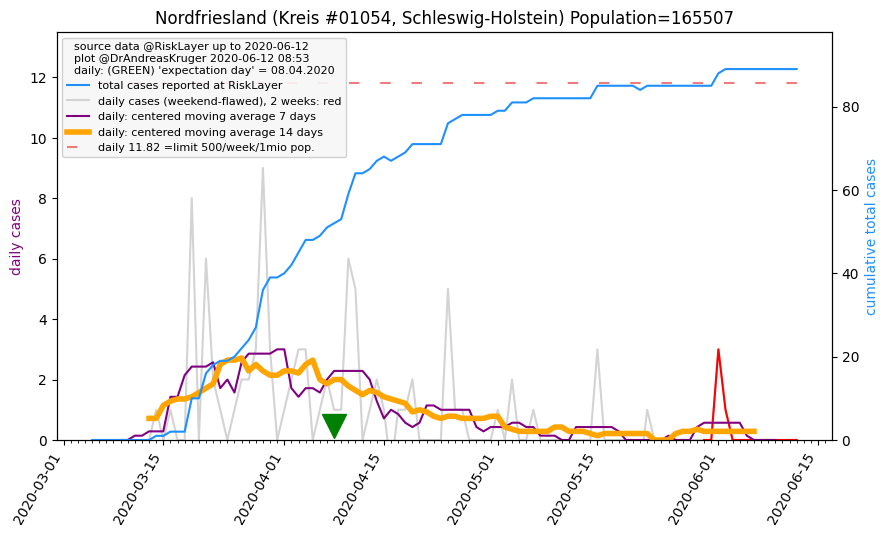 Nordfriesland (Kreis #01054, Schleswig-Holstein) Population=165507
source data @RiskLayer up to 2020-06-12
plot @DrAndreasKruger 2020-06-12 08:53
daily: (GREEN) 'expectation day' = 08.04.2020
total cases reported at RiskLayer
daily cases (weekend-flawed), 2 weeks: red
daily: centered moving average 7 days
daily: centered moving average 14 days
daily 11.82 =limit 500/week/1mio pop.
daily cases
12
10
8
6
4
2
0
80
60
40
20
0
cumulative total cases
2020-03-01
2020-03-15
2020-04-01
2020-04-15
2020-05-01
2020-05-15
2020-06-01
2020-06-15